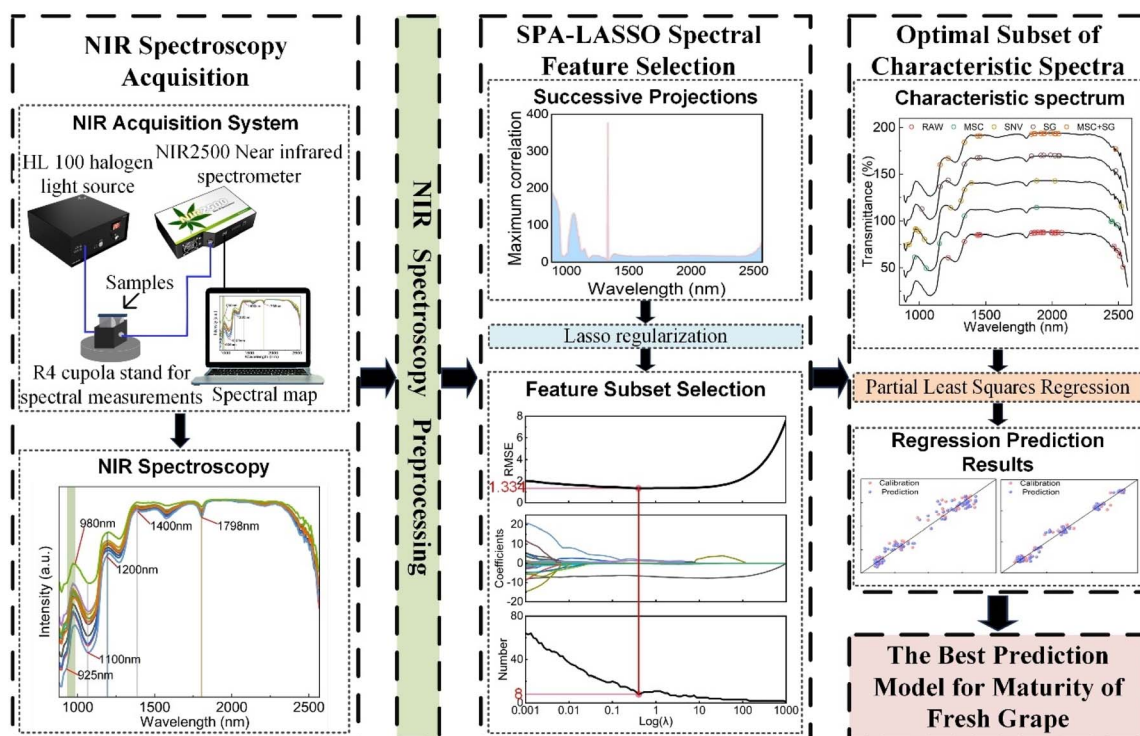 NIR Spectroscopy
Acquisition
NIR Acquisition System
HL 100 halogen
light source
NIR2500 Near infrared
spectrometer
Samples
R4 cupola stand for
spectral measurements
Spectral map
1000 1500 2000 2500
NIR Spectroscopy
980nm
1400nm
1798nm
1200nm
1100nm
925nm
Intensity (a.u.)
1000 1500 2000 2500
Wavelength (nm)
NIR Spectroscopy Preprocessing
SPA-LASSO Spectral
Feature Selection
Successive Projections
Maximum correlation
400
300
200
100
0
900 1000 1500 2000 2500
Wavelength (nm)
Lasso regularization
Feature Subset Selection
RMSE
8
6
4
2
1.334
0
Coefficients
20
10
0
-10
-20
Number
80
40
8
0
0.001 0.01 0.1 1 10 100 1000
Log(λ)
Optimal Subset of
Characteristic Spectra
Characteristic spectrum
RAW MSC SNV SG MSC+SG
Transmittance (%)
200
150
100
50
1000 1500 2000 2500
Wavelength (nm)
Partial Least Squares Regression
Regression Prediction
Results
Calibration
Prediction
Calibration
Prediction
The Best Prediction
Model for Maturity of
Fresh Grape